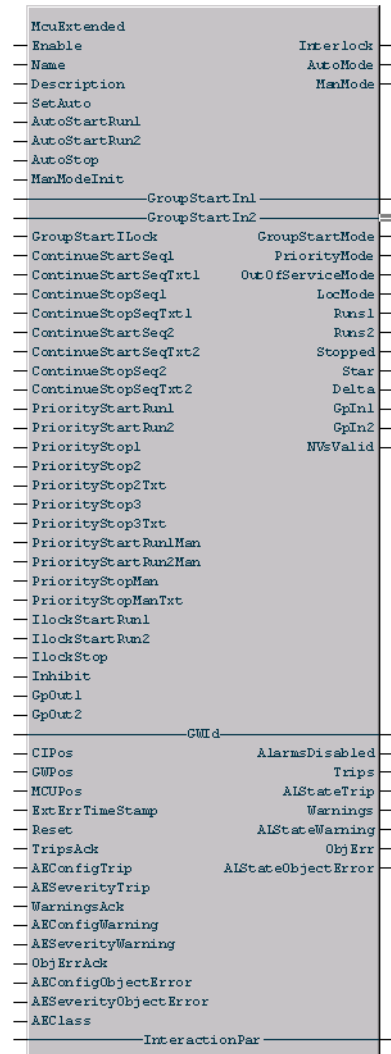 McuExtended
Enable Interlock
Name AutoMode
Description ManMode
SetAuto
AutoStartRun1
AutoStartRun2
AutoStop
ManModeInit
GroupStartIn1
GroupStartIn2
GroupStartILock GroupStartMode
ContinueStartSeq1 PriorityMode
ContinueStartSeqTxt1 OutOfServiceMode
ContinueStopSeq1 LocMode
ContinueStopSeqTxt1 Runs1
ContinueStartSeq2 Runs2
ContinueStartSeqTxt2 Stopped
ContinueStopSeq2 Star
ContinueStopSeqTxt2 Delta
PriorityStartRun1 GpIn1
PriorityStartRun2 GpIn2
PriorityStop1 NVsValid
PriorityStop2
PriorityStop2Txt
PriorityStop3
PriorityStop3Txt
PriorityStartRun1Man
PriorityStartRun2Man
PriorityStopMan
PriorityStopManTxt
IlockStartRun1
IlockStartRun2
IlockStop
Inhibit
GpOut1
GpOut2
GWId
CIPos AlarmsDisabled
GWPos Trips
MCUPos ALStateTrip
ExtErrTimeStamp Warnings
Reset ALStateWarning
TripsAck ObjErr
AEConfigTrip ALStateObjectError
AESeverityTrip
WarningsAck
AEConfigWarning
AESeverityWarning
ObjErrAck
AEConfigObjectError
AESeverityObjectError
AEClass
InteractionPar